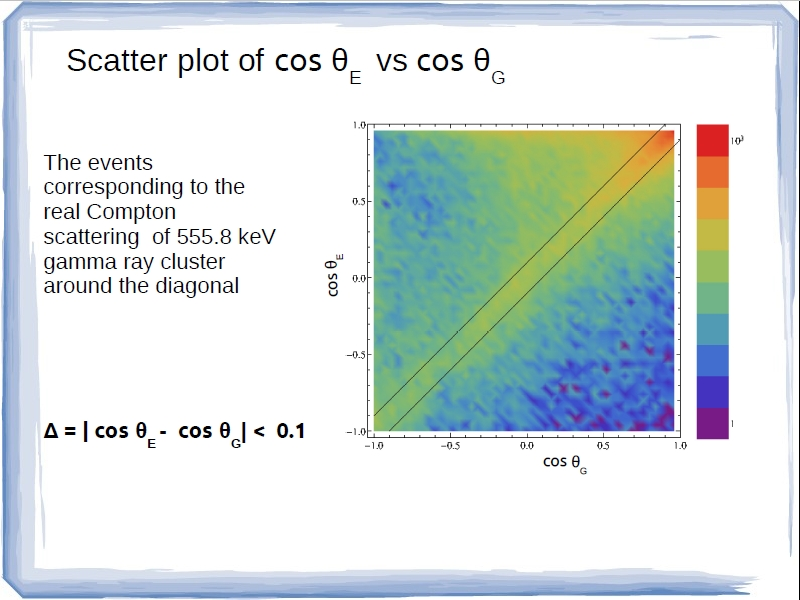 Scatter plot of cos θE vs cos θG
The events
corresponding to the
real Compton
scattering of 555.8 keV
gamma ray cluster
around the diagonal
Δ = | cos θE - cos θG| < 0.1
1.0
0.5
0.0
−0.5
−1.0
cos θE
−1.0 −0.5 0.0 0.5 1.0
cos θG
10³
1